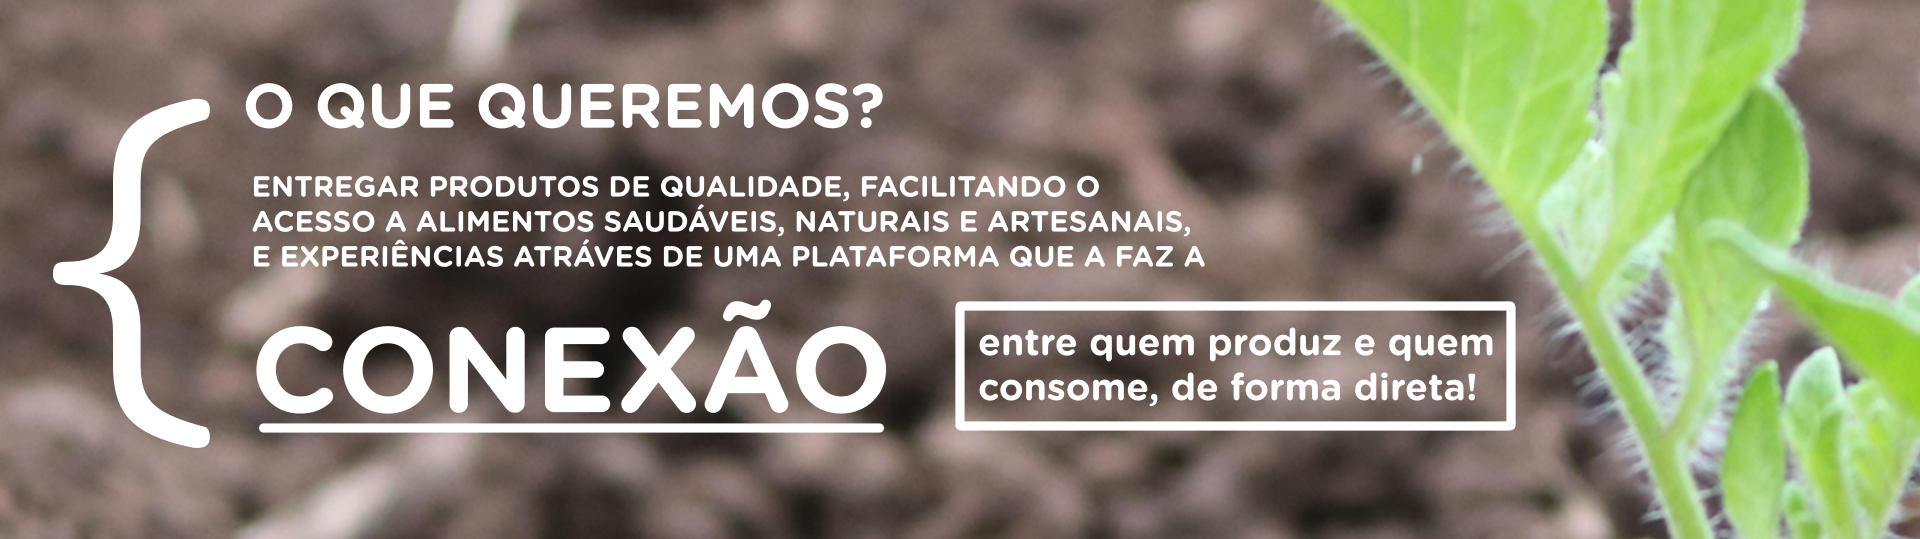 O QUE QUEREMOS?
ENTREGAR PRODUTOS DE QUALIDADE, FACILITANDO O
ACESSO A ALIMENTOS SAUDÁVEIS, NATURAIS E ARTESANAIS,
E EXPERIÊNCIAS ATRÁVES DE UMA PLATAFORMA QUE A FAZ A
CONEXÃO
entre quem produz e quem
consome, de forma direta!